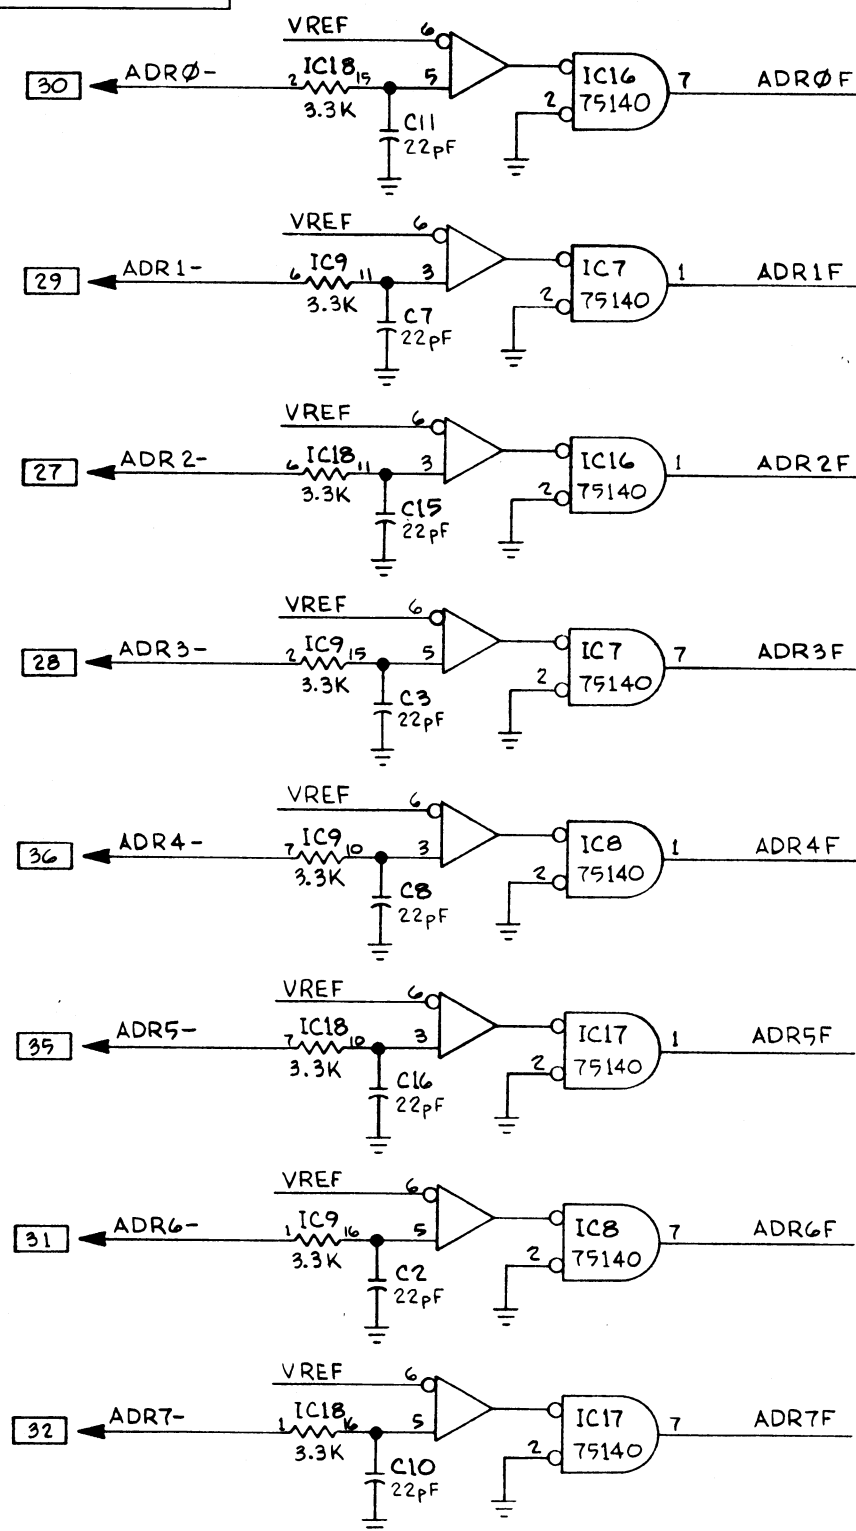 VREF
6
30 ADRØ- 2 IC18 15 5
3.3K
C11
22pF
IC16
75140
2
7 ADRØF
VREF
6
29 ADR1- 6 IC9 11 3
3.3K
C7
22pF
IC7
75140
2
1 ADR1F
VREF
6
27 ADR2- 6 IC18 11 3
3.3K
C15
22pF
IC16
75140
2
1 ADR2F
VREF
6
28 ADR3- 2 IC9 15 5
3.3K
C3
22pF
IC7
75140
2
7 ADR3F
VREF
6
36 ADR4- 7 IC9 10 3
3.3K
C8
22pF
IC8
75140
2
1 ADR4F
VREF
6
35 ADR5- 7 IC18 10 3
3.3K
C16
22pF
IC17
75140
2
1 ADR5F
VREF
6
31 ADR6- 1 IC9 16 5
3.3K
C2
22pF
IC8
75140
2
7 ADR6F
VREF
6
32 ADR7- 1 IC18 16 5
3.3K
C10
22pF
IC17
75140
2
7 ADR7F